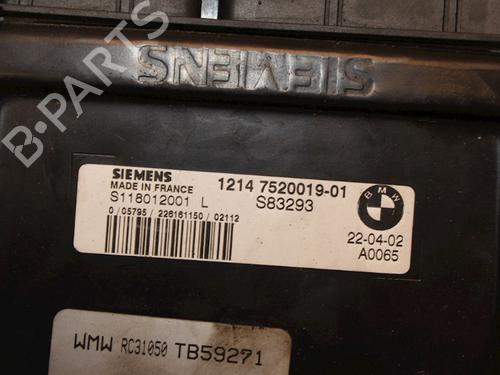 SIEMENS
B-PARTS
SIEMENS
MADE IN FRANCE
1214 7520019-01
S118012001 L
S83293
0 / 05795 / 226161150 / 02112
BMW
22-04-02
A0065
WMW RC31050 TB59271